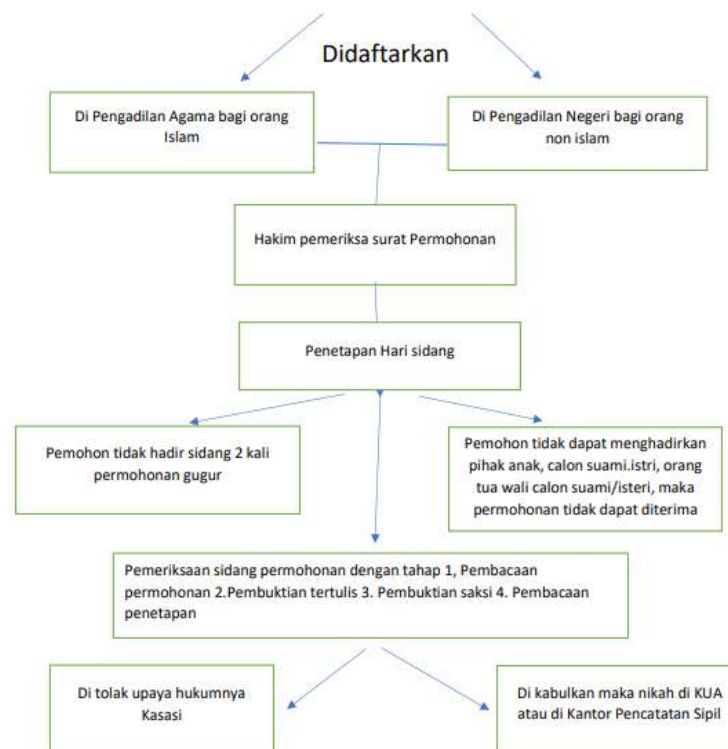 Didaftarkan
Di Pengadilan Agama bagi orang
Islam
Di Pengadilan Negeri bagi orang
non islam
Hakim pemeriksa surat Permohonan
Penetapan Hari sidang
Pemohon tidak hadir sidang 2 kali
permohonan gugur
Pemohon tidak dapat menghadirkan
pihak anak, calon suami.istri, orang
tua wali calon suami/isteri, maka
permohonan tidak dapat diterima
Pemeriksaan sidang permohonan dengan tahap 1, Pembacaan
permohonan 2.Pembuktian tertulis 3. Pembuktian saksi 4. Pembacaan
penetapan
Di tolak upaya hukumnya
Kasasi
Di kabulkan maka nikah di KUA
atau di Kantor Pencatatan Sipil